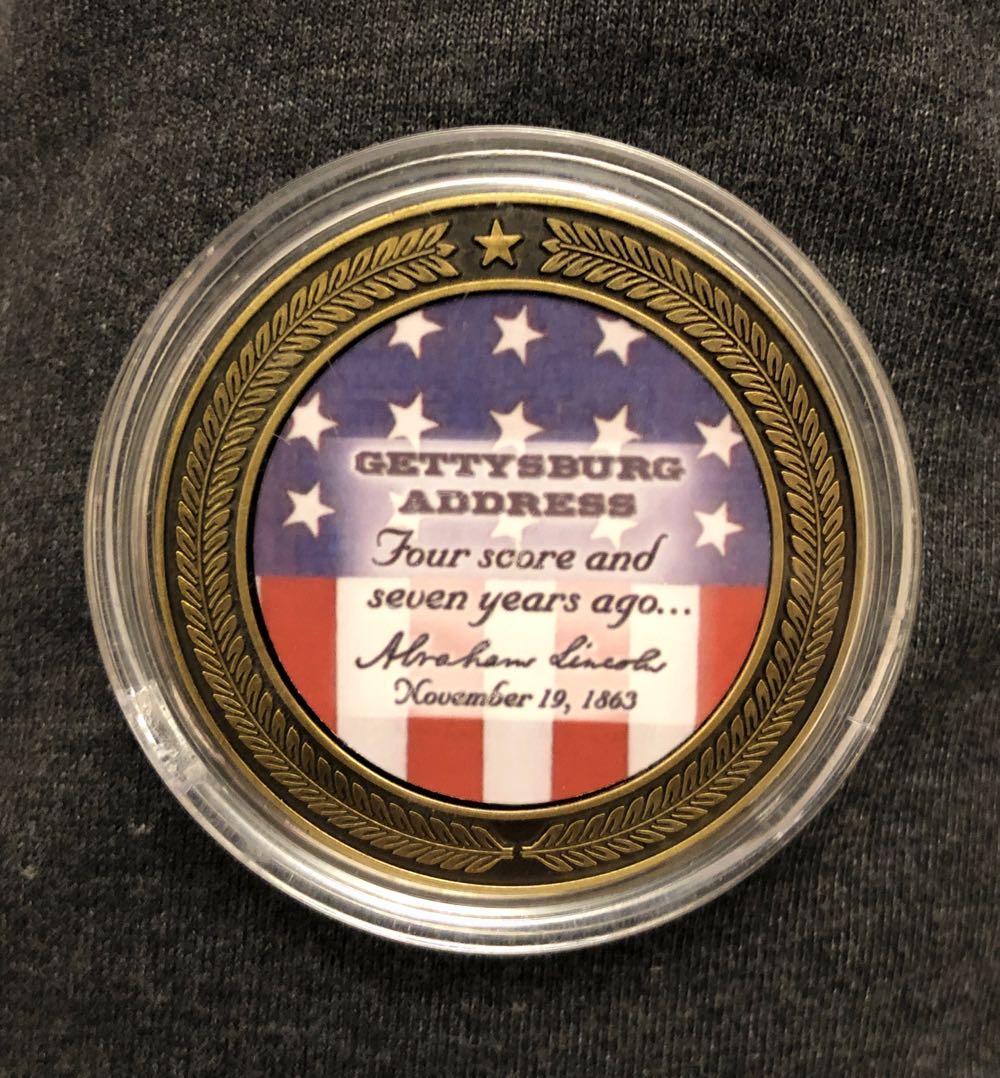 GETTYSBURG
ADDRESS
Four score and
seven years ago...
Abraham Lincoln
November 19, 1863